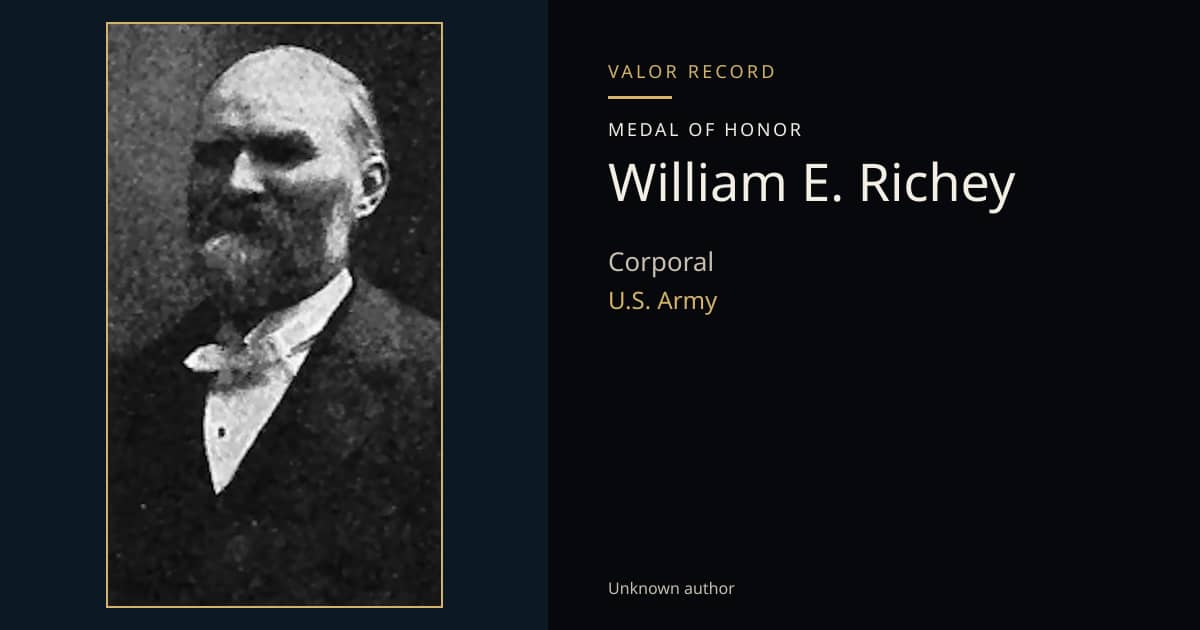 VALOR RECORD
MEDAL OF HONOR
William E. Richey
Corporal
U.S. Army
Unknown author